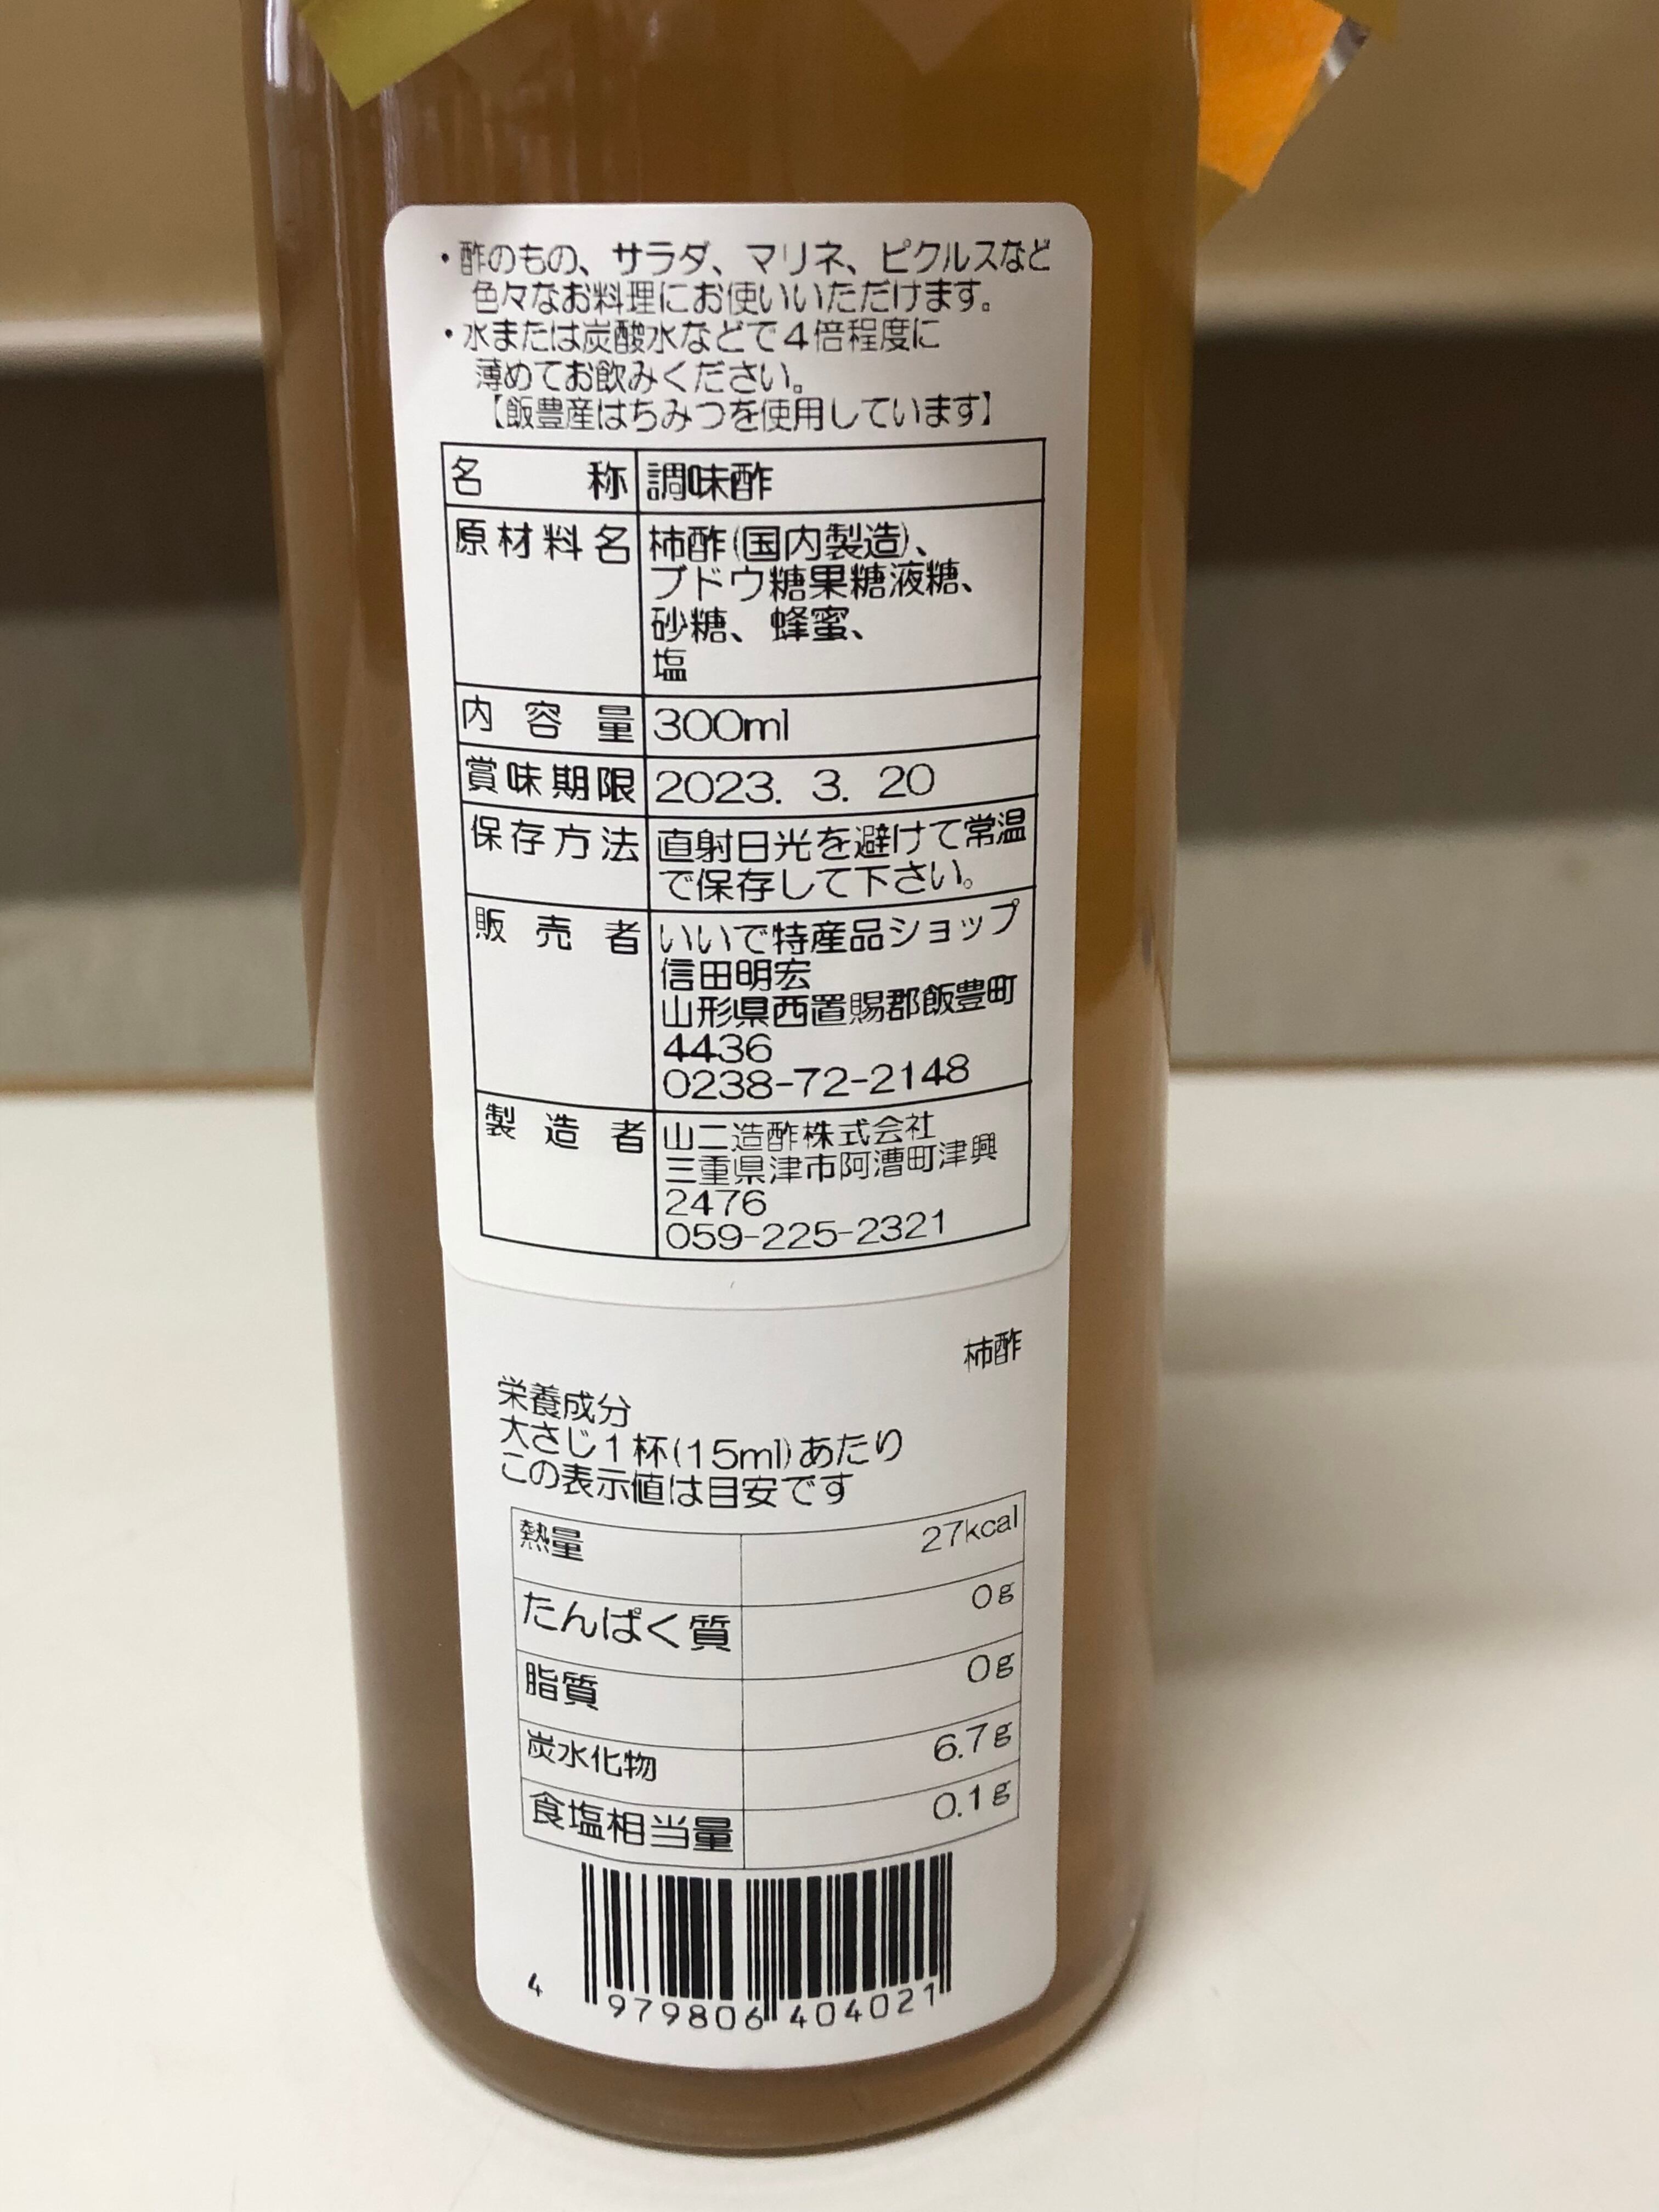 ・酢のもの、サラダ、マリネ、ピクルスなど
色々なお料理にお使いいただけます。
・水または炭酸水などで４倍程度に
薄めてお飲みください。
【飯豊産はちみつを使用しています】
名称 調味酢
原材料名 柿酢(国内製造)、
ブドウ糖果糖液糖、
砂糖、蜂蜜、
塩
内容量 300ml
賞味期限 2023. 3. 20
保存方法 直射日光を避けて常温
で保存して下さい。
販売者 いいで特産品ショップ
信田明宏
山形県西置賜郡飯豊町
4436
0238-72-2148
製造者 山二造酢株式会社
三重県津市阿漕町津興
2476
059-225-2321
柿酢
栄養成分
大さじ１杯(15ml)あたり
この表示値は目安です
熱量 27kcal
たんぱく質 0g
脂質 0g
炭水化物 6.7g
食塩相当量 0.1g
4 979806 404021